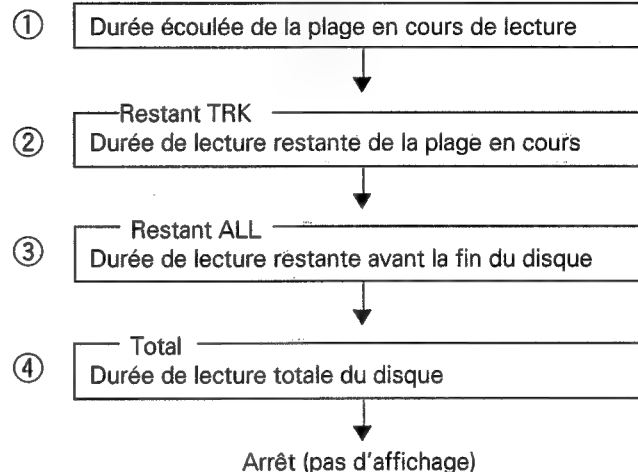 ① Durée écoulée de la plage en cours de lecture
Restant TRK
② Durée de lecture restante de la plage en cours
Restant ALL
③ Durée de lecture restante avant la fin du disque
Total
④ Durée de lecture totale du disque
Arrêt (pas d'affichage)